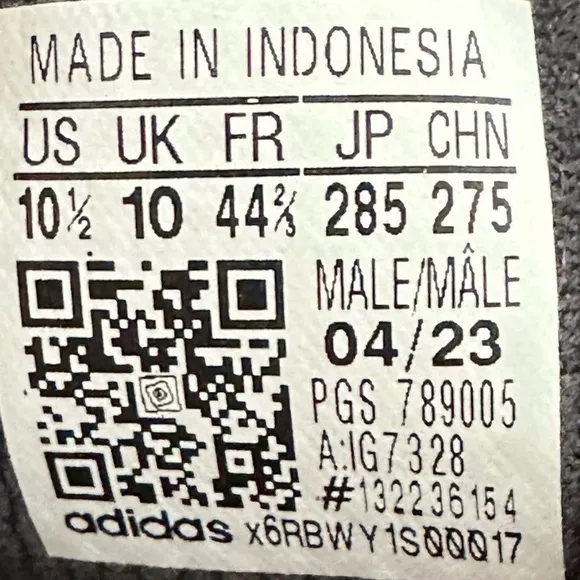 MADE IN INDONESIA
US UK FR JP CHN
10½ 10 44⅔ 285 275
MALE/MÂLE
04/23
PGS 789005
A:IG7328
#132236154
adidas x6RBWY1S00017